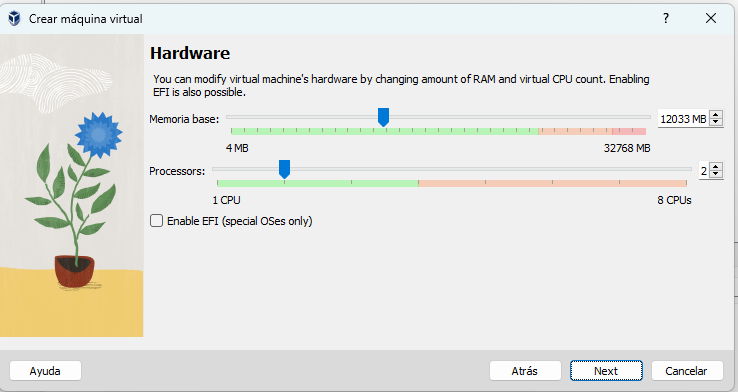 Crear máquina virtual
?
Hardware
You can modify virtual machine's hardware by changing amount of RAM and virtual CPU count. Enabling
EFI is also possible.
Memoria base:
12033 MB
4 MB
32768 MB
Processors:
2
1 CPU
8 CPUs
Enable EFI (special OSes only)
Ayuda
Atrás
Next
Cancelar